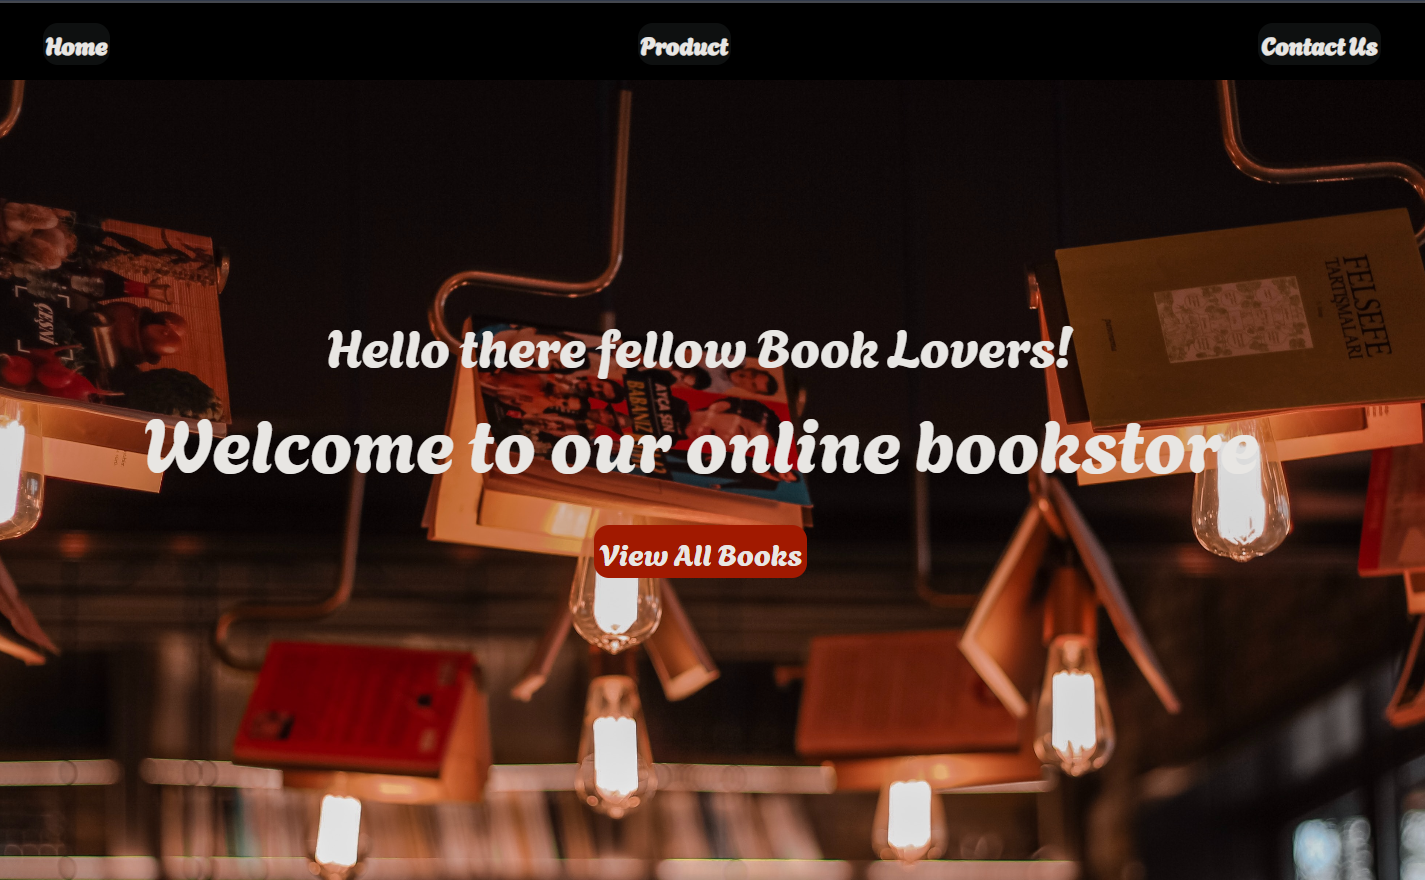 Home Product Contact Us
FELSEFE
TARTIŞMALARI
Hello there fellow Book Lovers!
Welcome to our online bookstore
View All Books